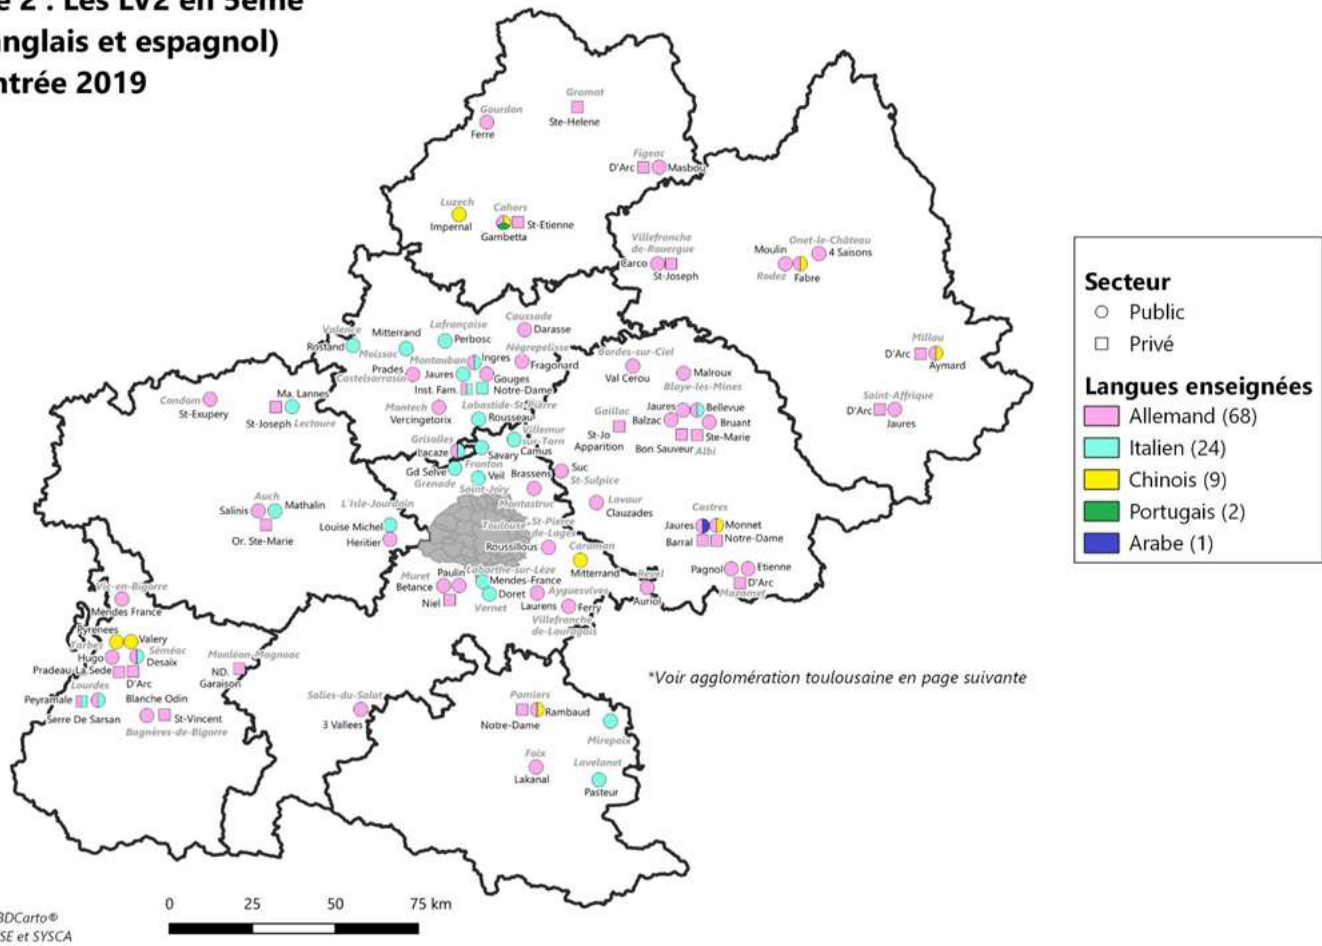 e 2 : Les LV2 en 5ème
anglais et espagnol)
ntrée 2019
Gramat
Ste-Helene
Gourdon
Ferre
Figeac
D'Arc
Masbou
Luzech
Impernal
Cahors
St-Etienne
Gambetta
Villefranche
de-Rouergue
Carco
St-Joseph
Onet-le-Château
Moulin
4 Saisons
Rodez
Fabre
Millau
D'Arc
Aymard
Saint-Affrique
D'Arc
Jaures
Valence
Rostand
Mitterrand
Moissac
Lafrançaise
Perbosc
Caussade
Darasse
Nègrepelisse
Fragonard
Montauban
Ingres
Prades
Castelsarrasin
Jaures
Gouges
Inst. Fam.
Notre-Dame
Montech
Vercingetorix
Labastide-St-Pierre
Rousseau
Cordes-sur-Ciel
Val Cerou
Malroux
Blaye-les-Mines
Jaures
Bellevue
Balzac
Bruant
Bon Sauveur
Ste-Marie
Albi
Gaillac
St-Jo
Apparition
Condom
St-Exupery
Ma. Lannes
St-Joseph
Lectoure
Grisolles
Lacaze
Villemur
sur-Tarn
Savary
Camus
Gd Selve
Grenade
Fronton
Veil
Saint-Jory
Brassens
Montastruc
Suc
St-Sulpice
Lavaur
Clauzades
Auch
Salinis
Mathalin
Or. Ste-Marie
L'Isle-Jourdain
Louise Michel
Heritier
Toulouse*
St-Pierre
de-Lages
Roussillous
Caraman
Mitterrand
Castres
Jaures
Monnet
Barral
Notre-Dame
Pagnol
Etienne
D'Arc
Mazamet
Revel
Auriol
Muret
Paulin
Betance
Niel
Labarthe-sur-Lèze
Mendes-France
Doret
Vernet
Ayguesvives
Laurens
Ferry
Villefranche
de-Lauragais
Vic-en-Bigorre
Mendes France
Pyrenees
Valery
Tarbes
Hugo
Séméac
Desaix
Pradeau-La Sede
D'Arc
Lourdes
Peyramale
Serre De Sarsan
Blanche Odin
St-Vincent
Bagnères-de-Bigorre
Monléon-Magnoac
ND.
Garaison
Salies-du-Salat
3 Vallees
Pamiers
Notre-Dame
Rambaud
Mirepoix
Foix
Lakanal
Lavelanet
Pasteur
*Voir agglomération toulousaine en page suivante
Secteur
Public
Privé
Langues enseignées
Allemand (68)
Italien (24)
Chinois (9)
Portugais (2)
Arabe (1)
0 25 50 75 km
BDCarto®
SE et SYSCA